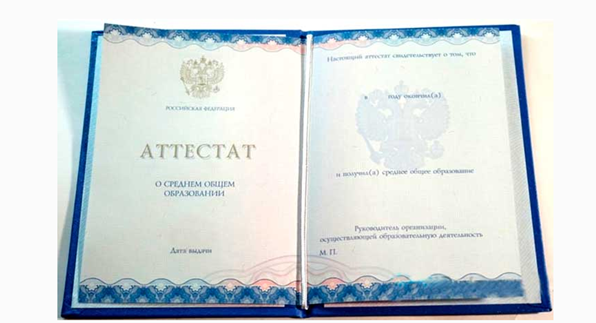 РОССИЙСКАЯ ФЕДЕРАЦИЯ
АТТЕСТАТ
О СРЕДНЕМ ОБЩЕМ
ОБРАЗОВАНИИ
Дата выдачи
Настоящий аттестат свидетельствует о том, что
в году окончил(а)
и получил(а) среднее общее образование
Руководитель организации,
осуществляющей образовательную деятельность
М. П.